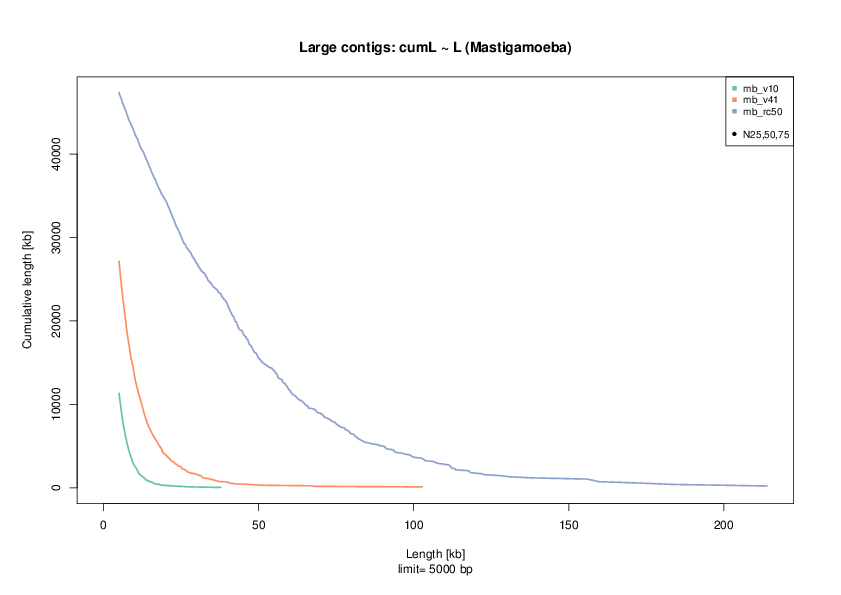 Large contigs: cumL ~ L (Mastigamoeba)
mb_v10
mb_v41
mb_rc50
N25,50,75
Cumulative length [kb]
40000
30000
20000
10000
0
0 50 100 150 200
Length [kb]
limit= 5000 bp